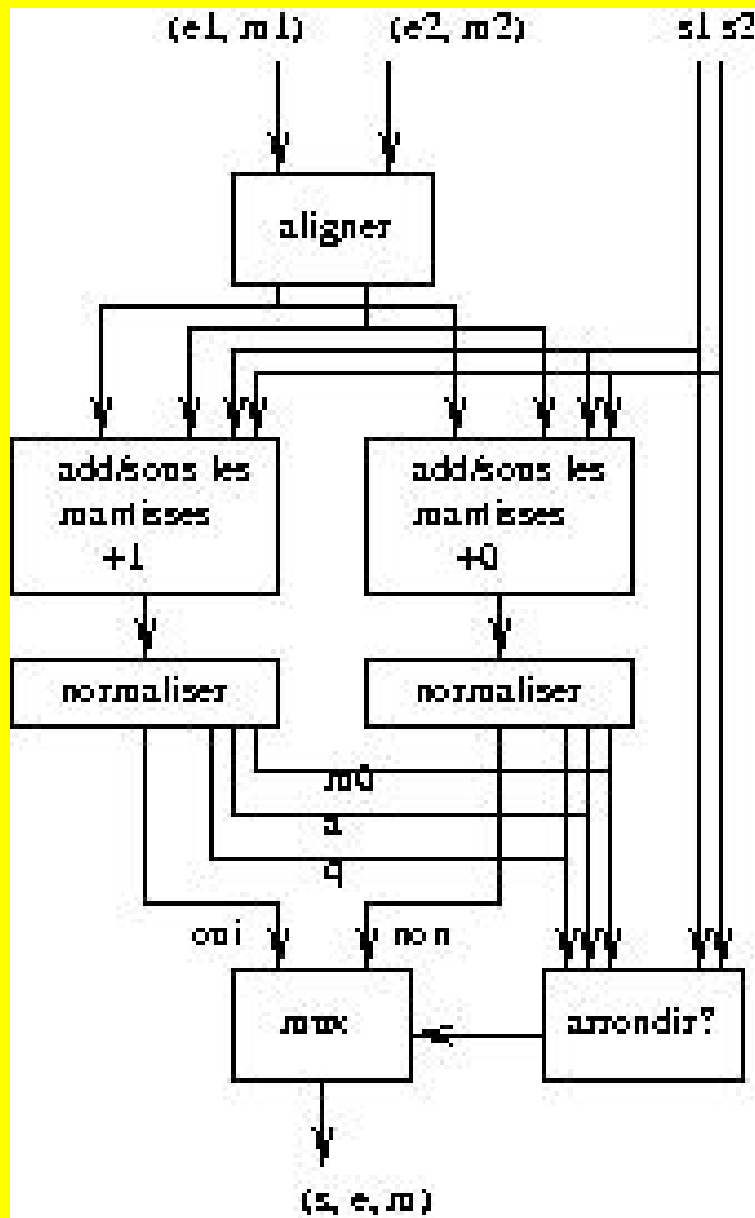 (e1, m1) (e2, m2) s1 s2
aligner
add/sous les
mantisses
+1
add/sous les
mantisses
+0
normaliser
normaliser
m0
a
q
oui
non
mux
arrondir?
(s, e, m)